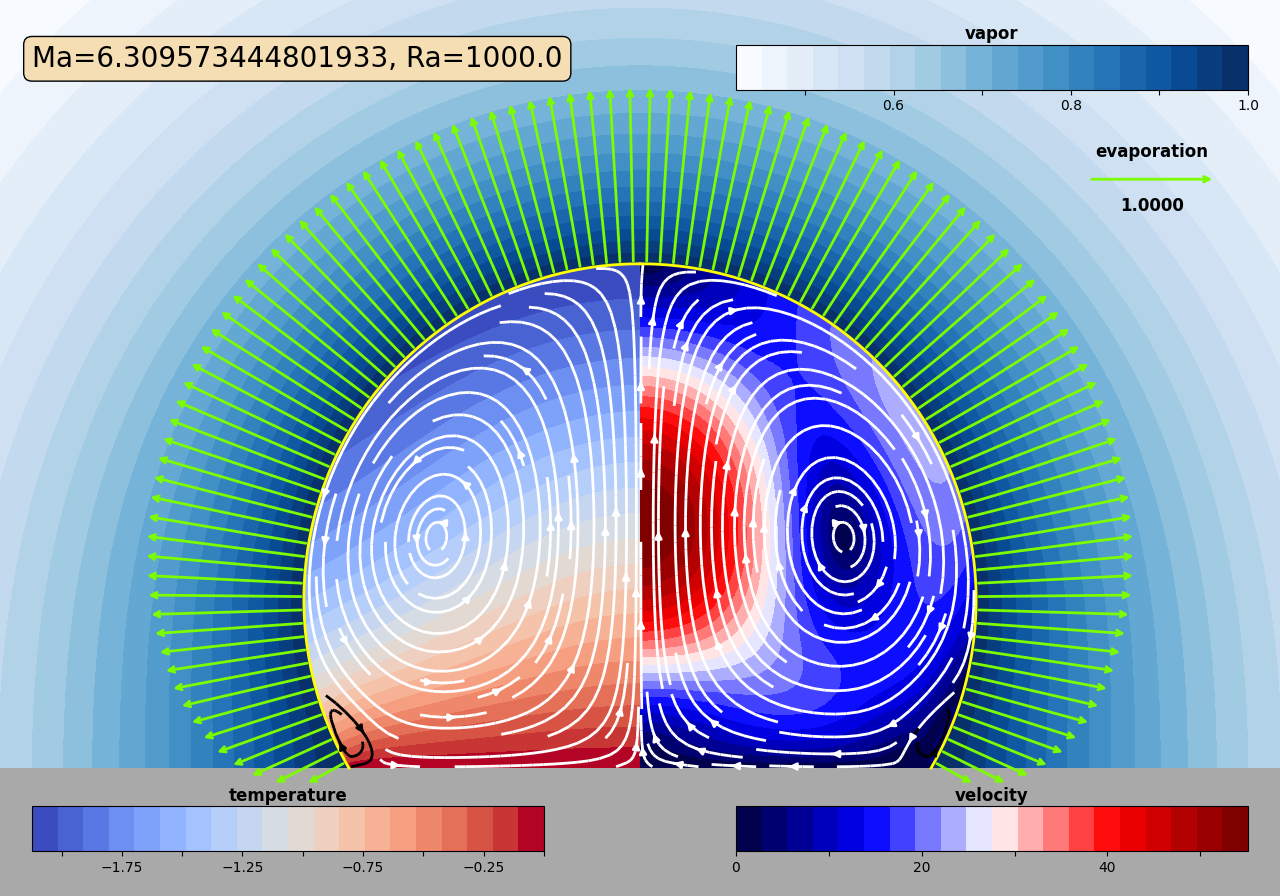 vapor
Ma=6.309573444801933, Ra=1000.0
0.6 0.8 1.0
evaporation
1.0000
temperature velocity
−1.75 −1.25 −0.75 −0.25 0 20 40